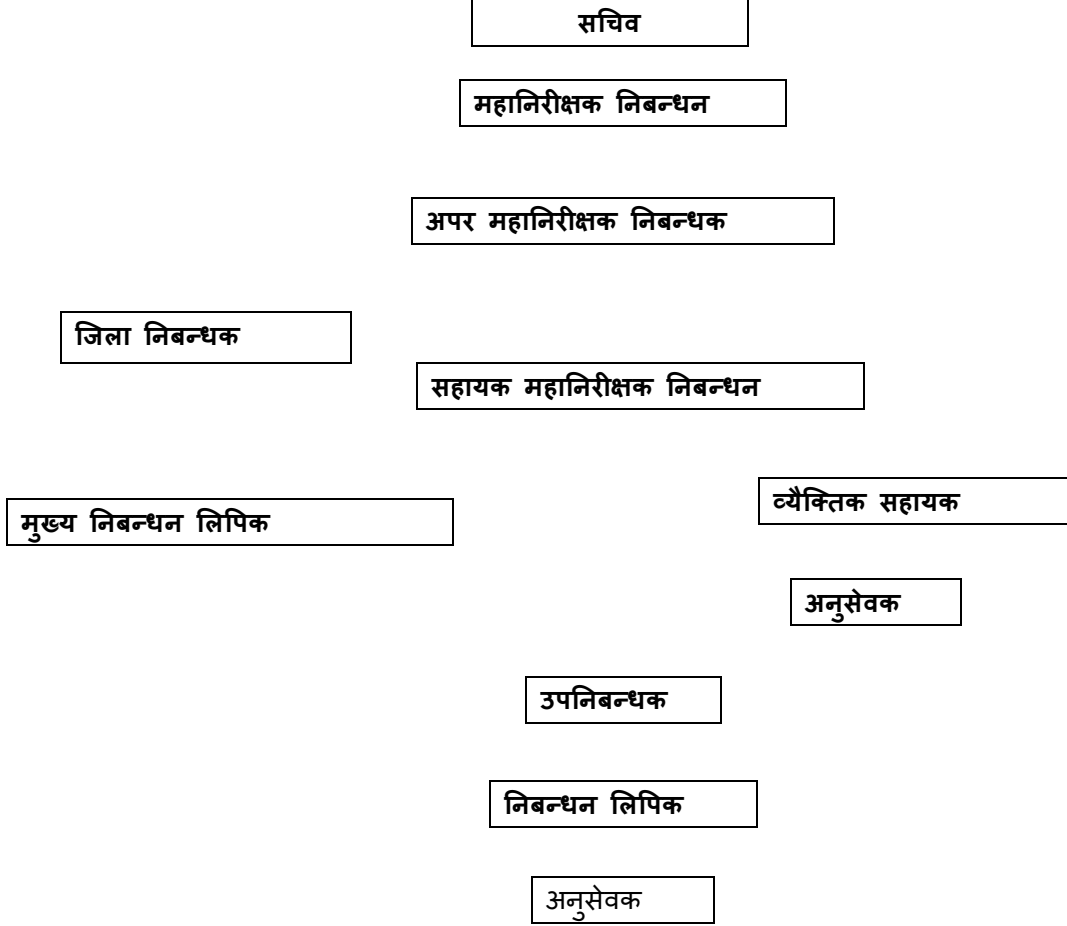 सचिव
महानिरीक्षक निबन्धन
अपर महानिरीक्षक निबन्धक
जिला निबन्धक
सहायक महानिरीक्षक निबन्धन
व्यैक्तिक सहायक
मुख्य निबन्धन लिपिक
अनुसेवक
उपनिबन्धक
निबन्धन लिपिक
अनुसेवक